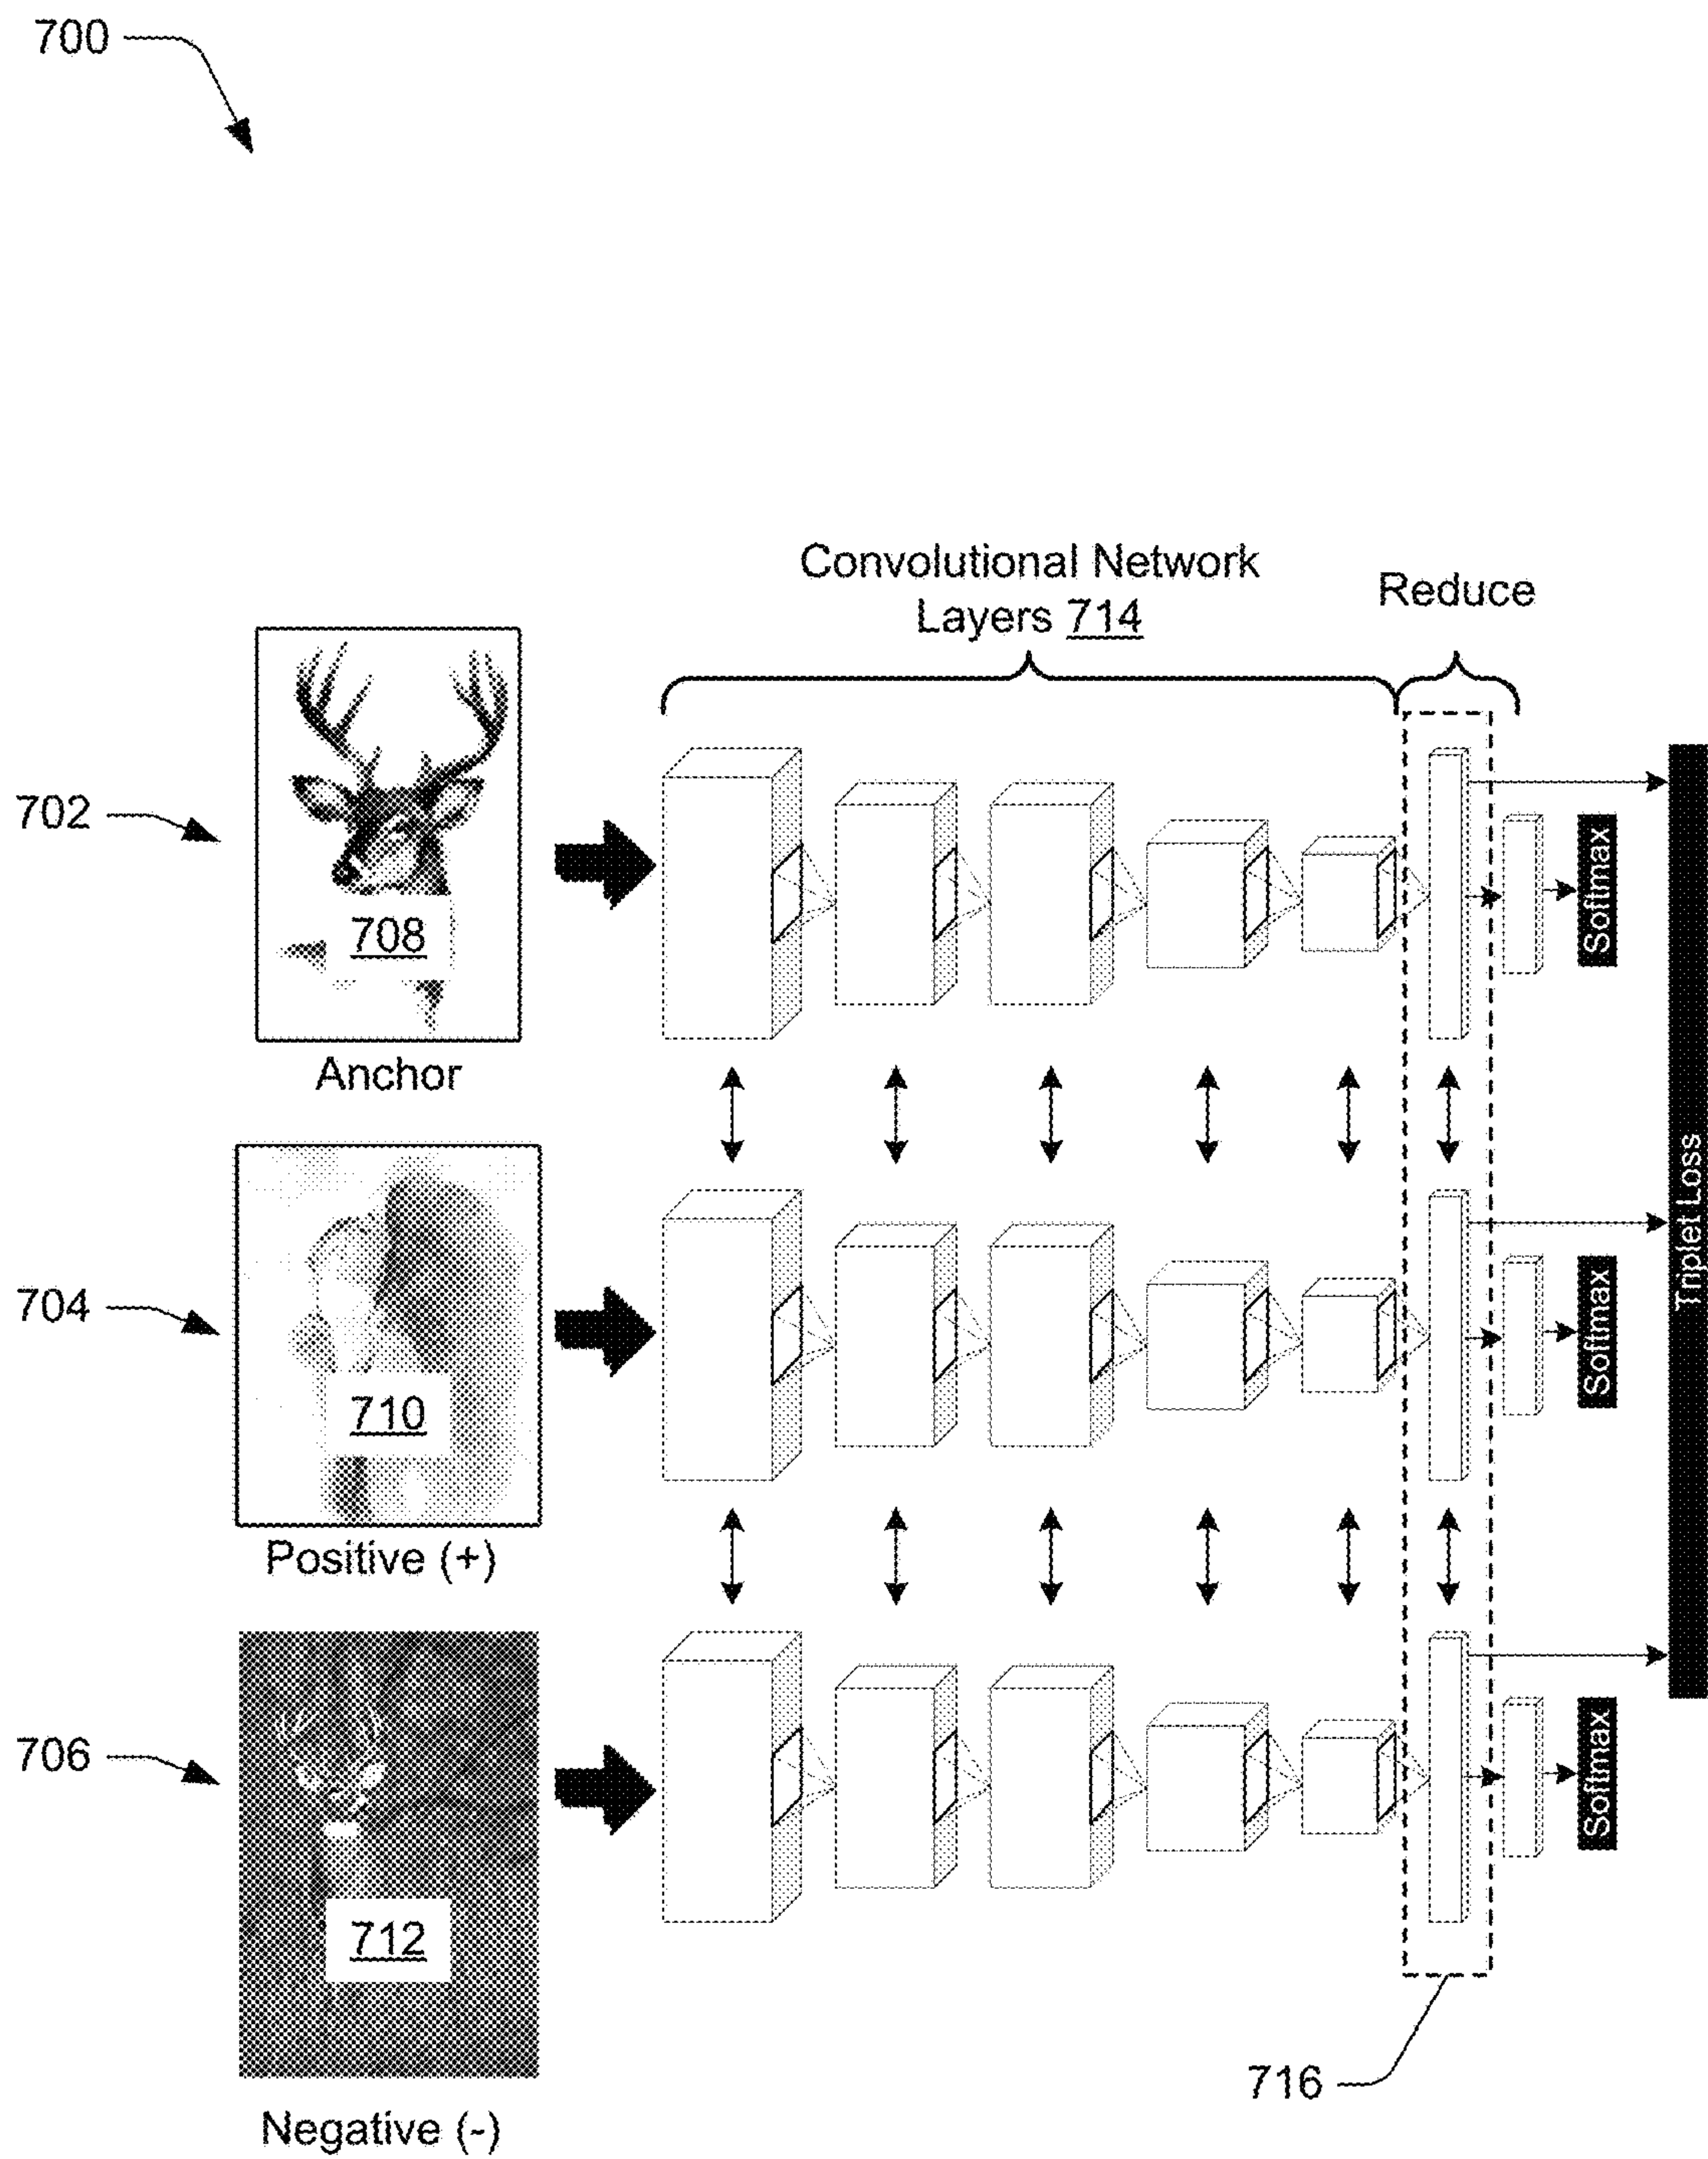 700
Convolutional Network
Layers 714
Reduce
702
708
Anchor
Softmax
704
710
Positive (+)
Softmax
Triplet Loss
706
712
Negative (-)
Softmax
716